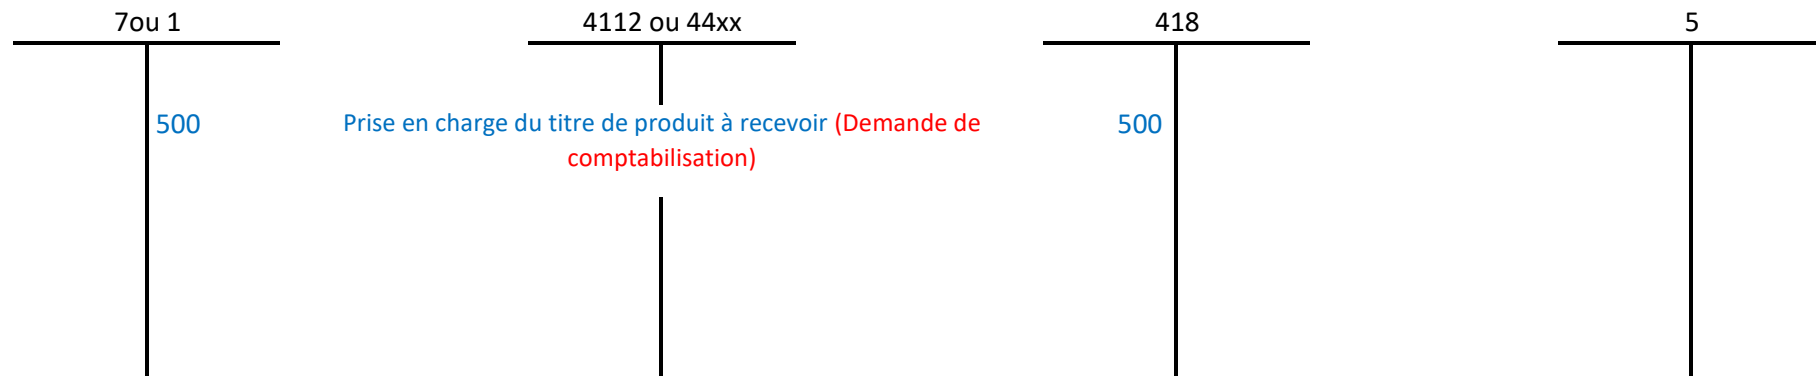 7ou 1 4112 ou 44xx 418 5
500 Prise en charge du titre de produit à recevoir (Demande de 500
comptabilisation)